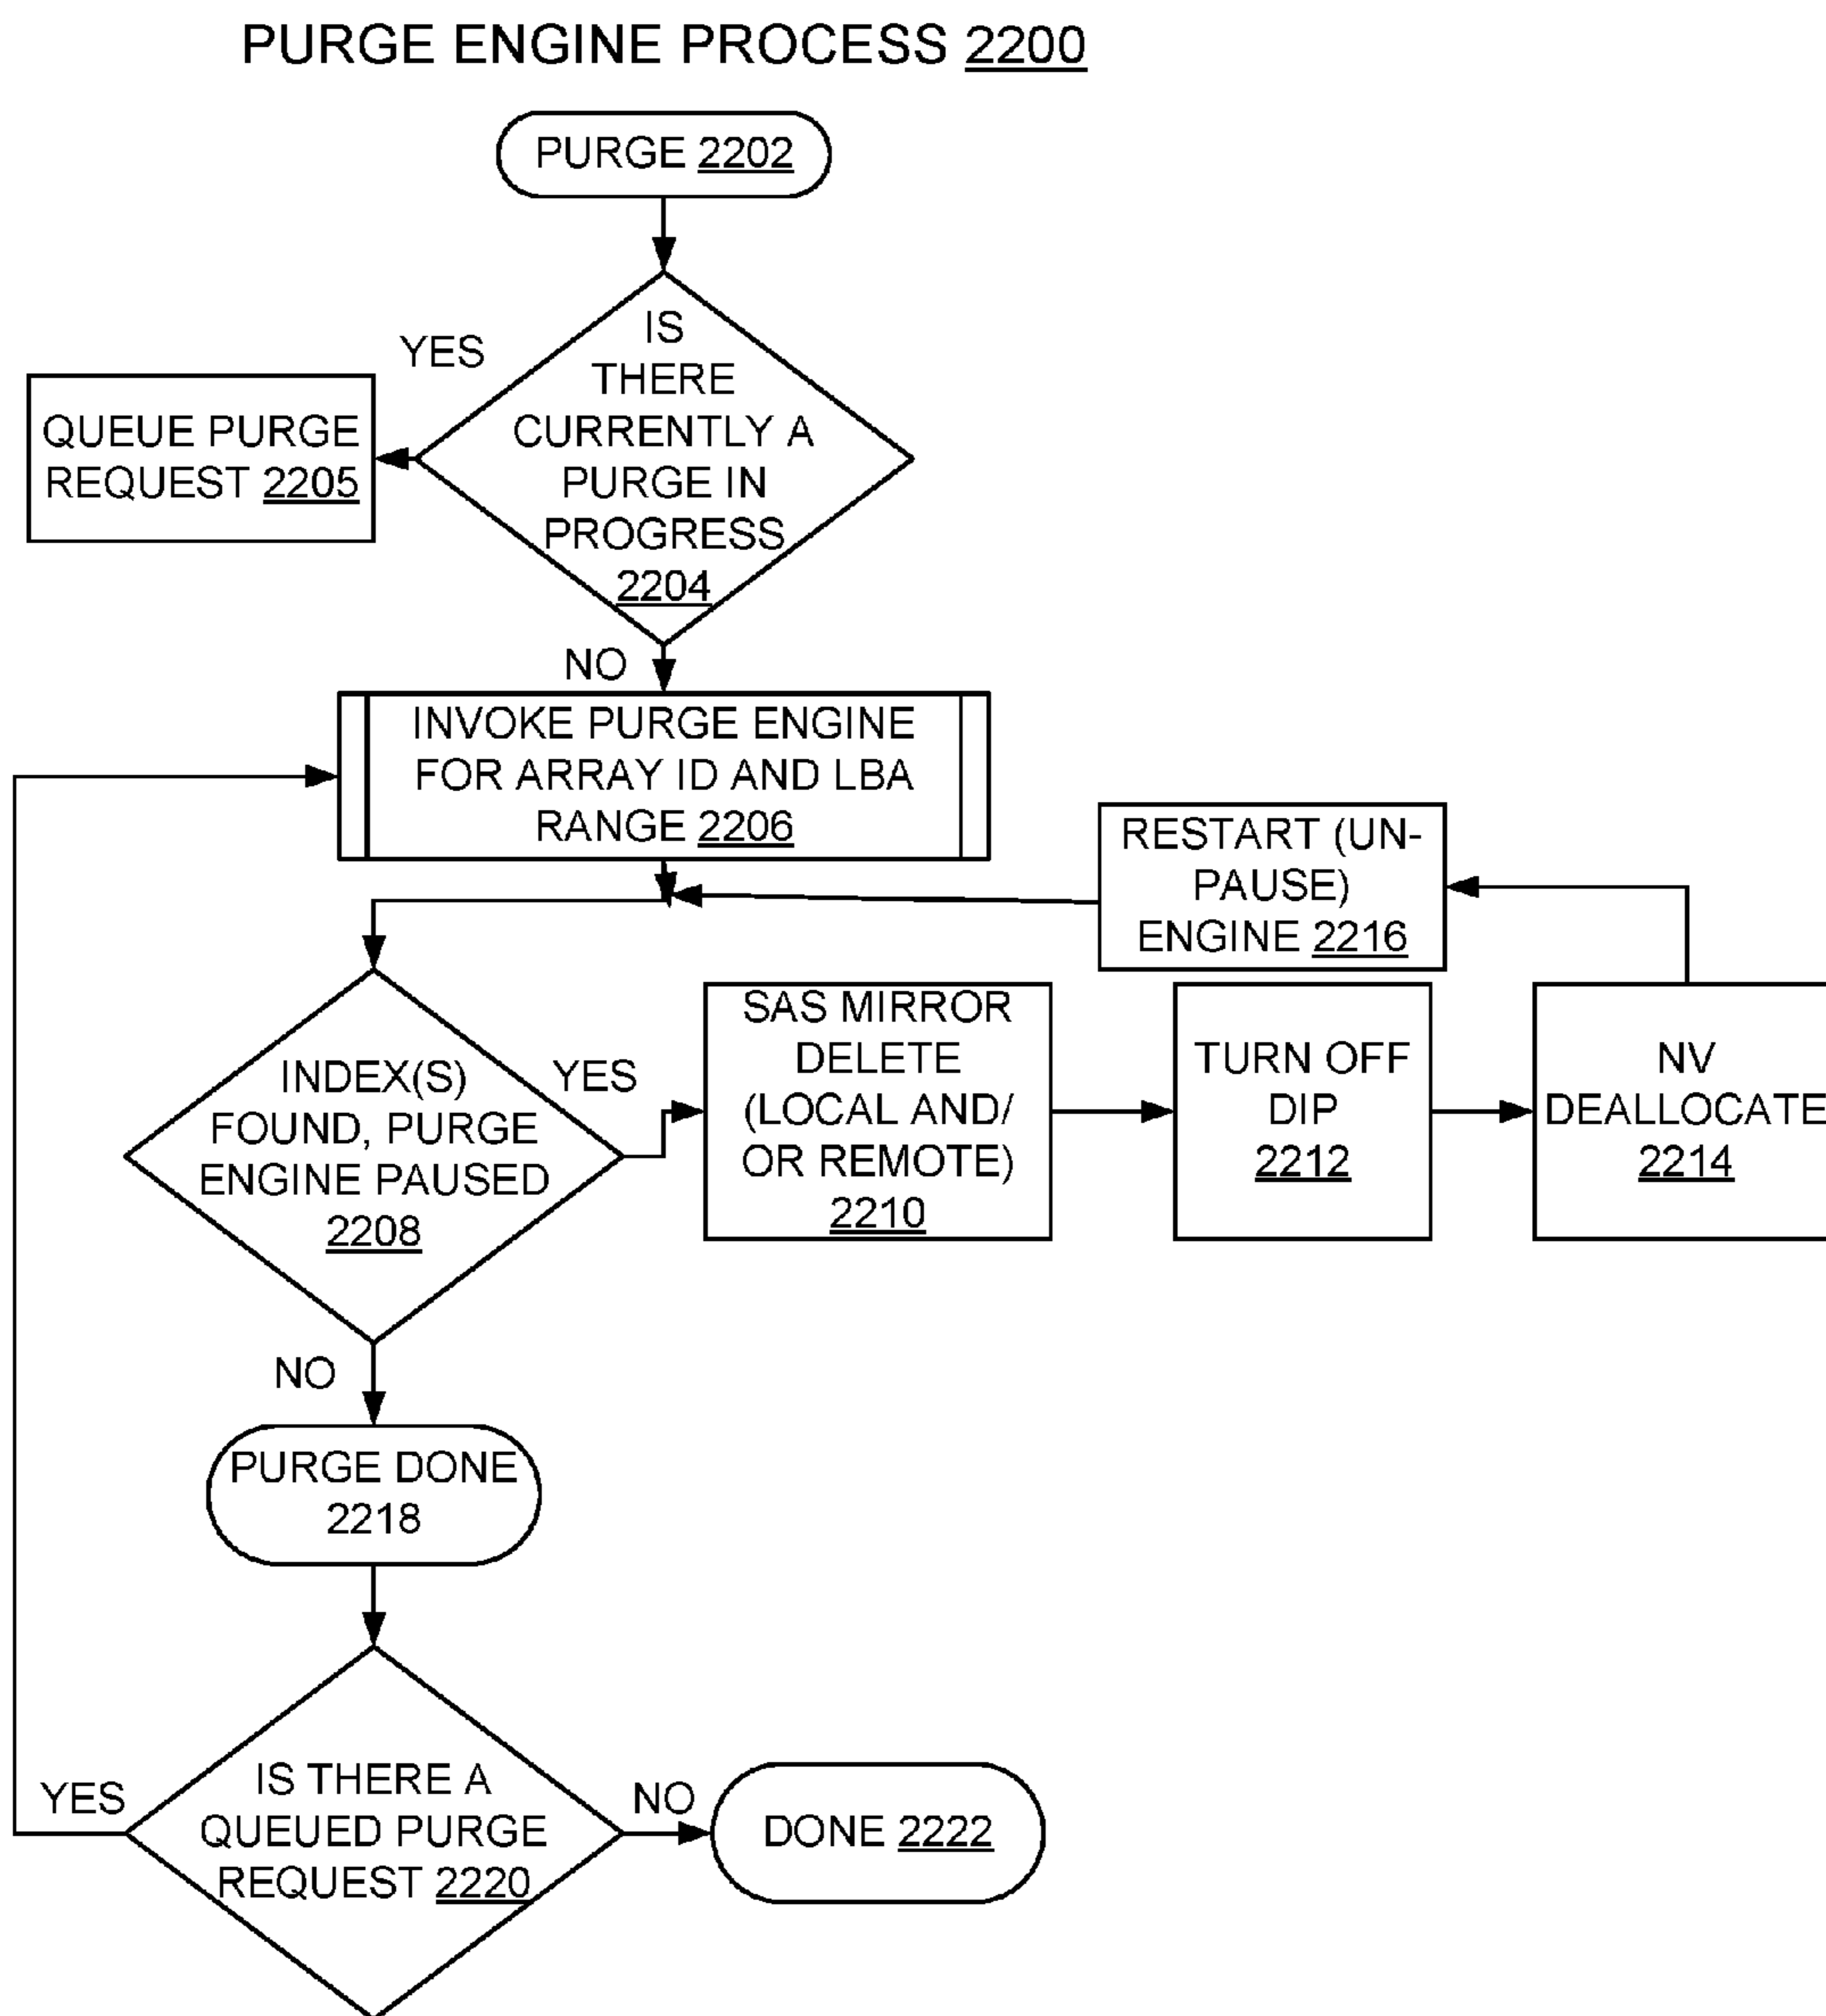 PURGE ENGINE PROCESS 2200
PURGE 2202
IS
THERE
CURRENTLY A
PURGE IN
PROGRESS
2204
YES
QUEUE PURGE
REQUEST 2205
NO
INVOKE PURGE ENGINE
FOR ARRAY ID AND LBA
RANGE 2206
RESTART (UN-
PAUSE)
ENGINE 2216
INDEX(S)
FOUND, PURGE
ENGINE PAUSED
2208
YES
SAS MIRROR
DELETE
(LOCAL AND/
OR REMOTE)
2210
TURN OFF
DIP
2212
NV
DEALLOCATE
2214
NO
PURGE DONE
2218
IS THERE A
QUEUED PURGE
REQUEST 2220
YES
NO
DONE 2222